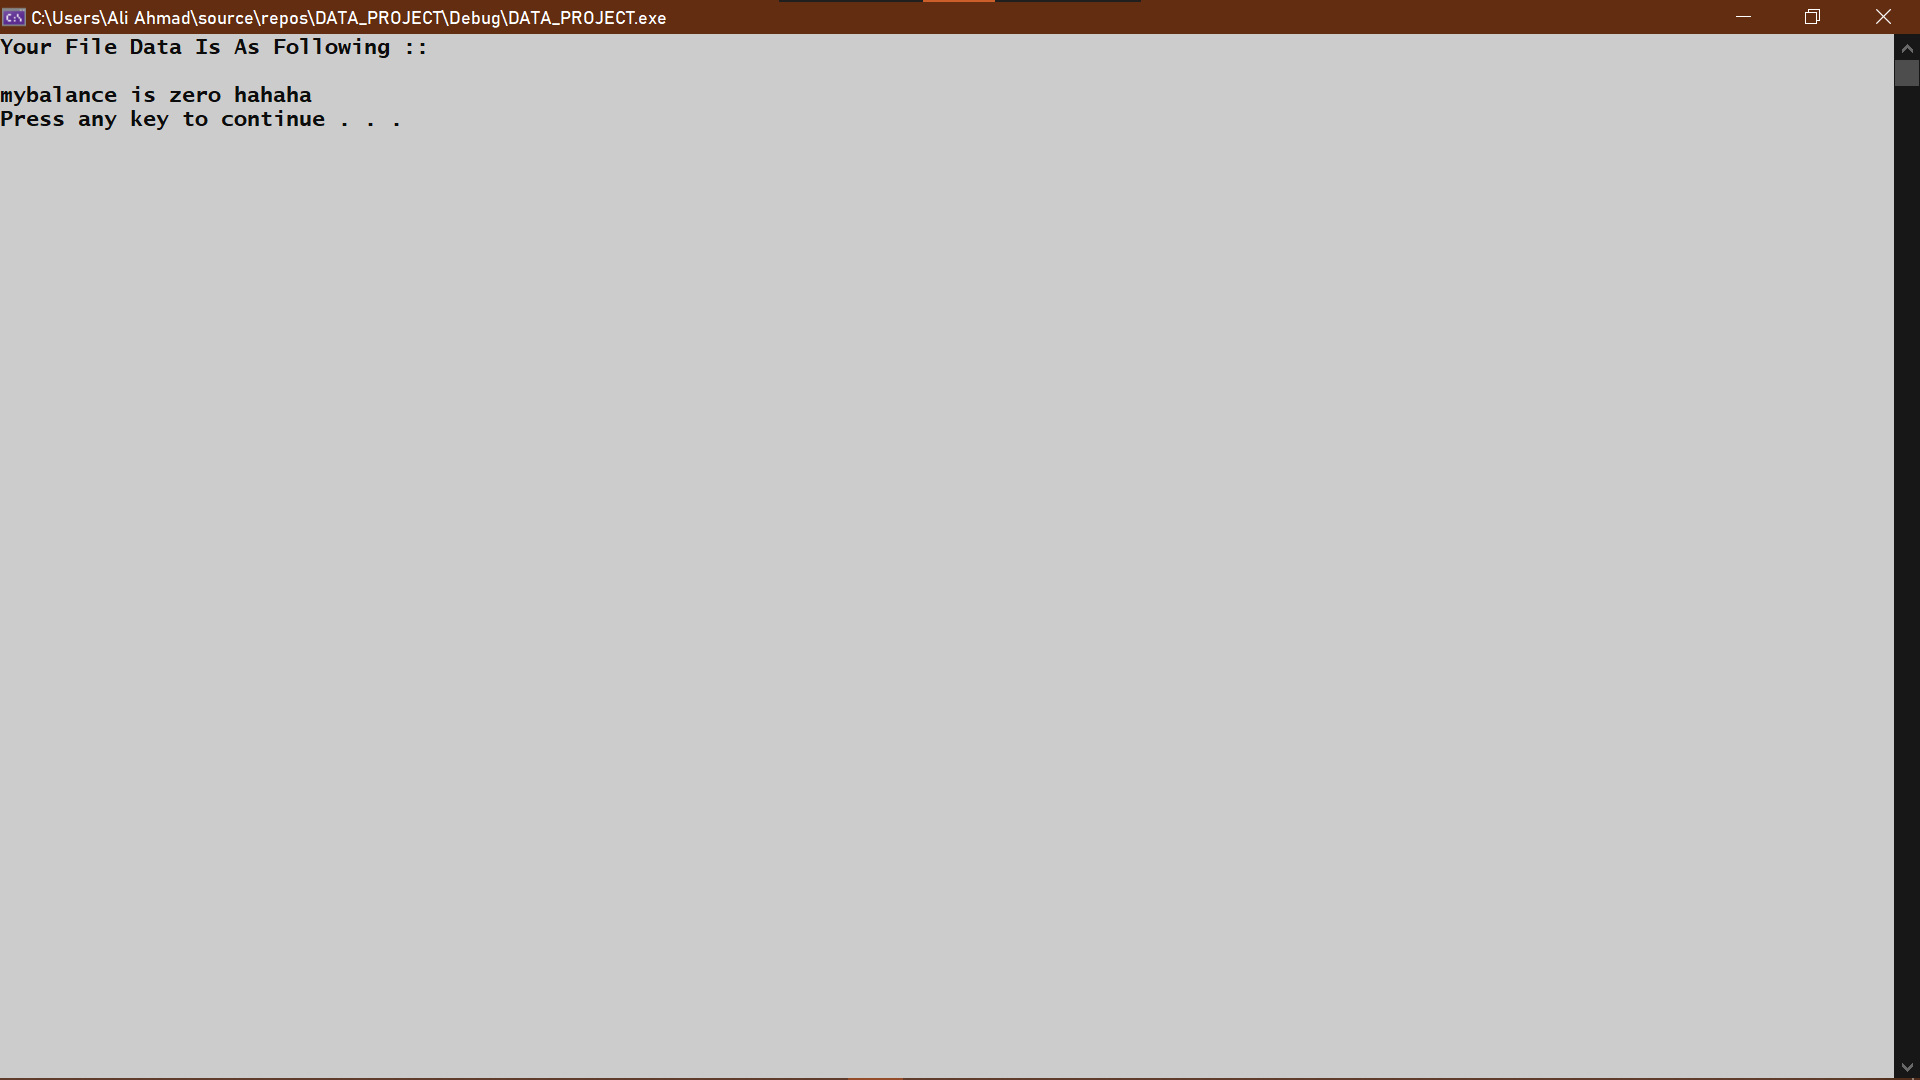 C:\Users\Ali Ahmad\source\repos\DATA_PROJECT\Debug\DATA_PROJECT.exe
Your File Data Is As Following ::
mybalance is zero hahaha
Press any key to continue . . .